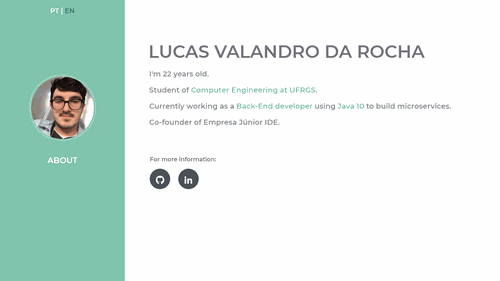 PT | EN
ABOUT
LUCAS VALANDRO DA ROCHA
I'm 22 years old.
Student of Computer Engineering at UFRGS.
Currently working as a Back-End developer using Java 10 to build microservices.
Co-founder of Empresa Júnior IDE.
For more information:
in